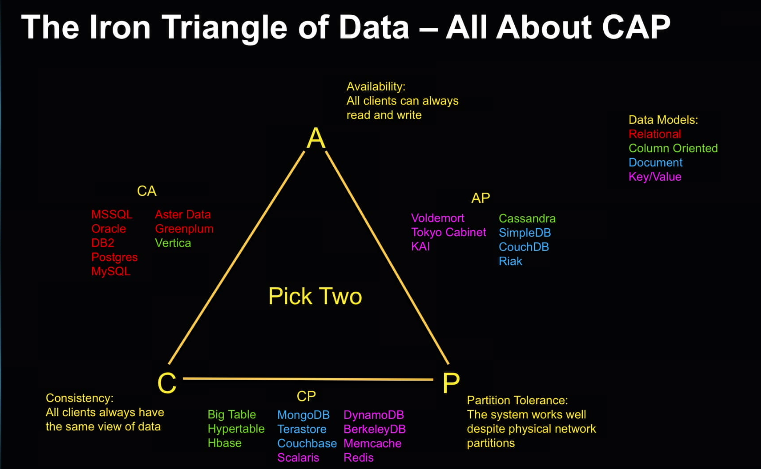 The Iron Triangle of Data – All About CAP
Availability:
All clients can always
read and write
Data Models:
Relational
Column Oriented
Document
Key/Value
A
CA
MSSQL
Oracle
DB2
Postgres
MySQL
Aster Data
Greenplum
Vertica
AP
Voldemort
Tokyo Cabinet
KAI
Cassandra
SimpleDB
CouchDB
Riak
Pick Two
C
P
Consistency:
All clients always have
the same view of data
CP
Big Table
Hypertable
Hbase
MongoDB
Terastore
Couchbase
Scalaris
DynamoDB
BerkeleyDB
Memcache
Redis
Partition Tolerance:
The system works well
despite physical network
partitions